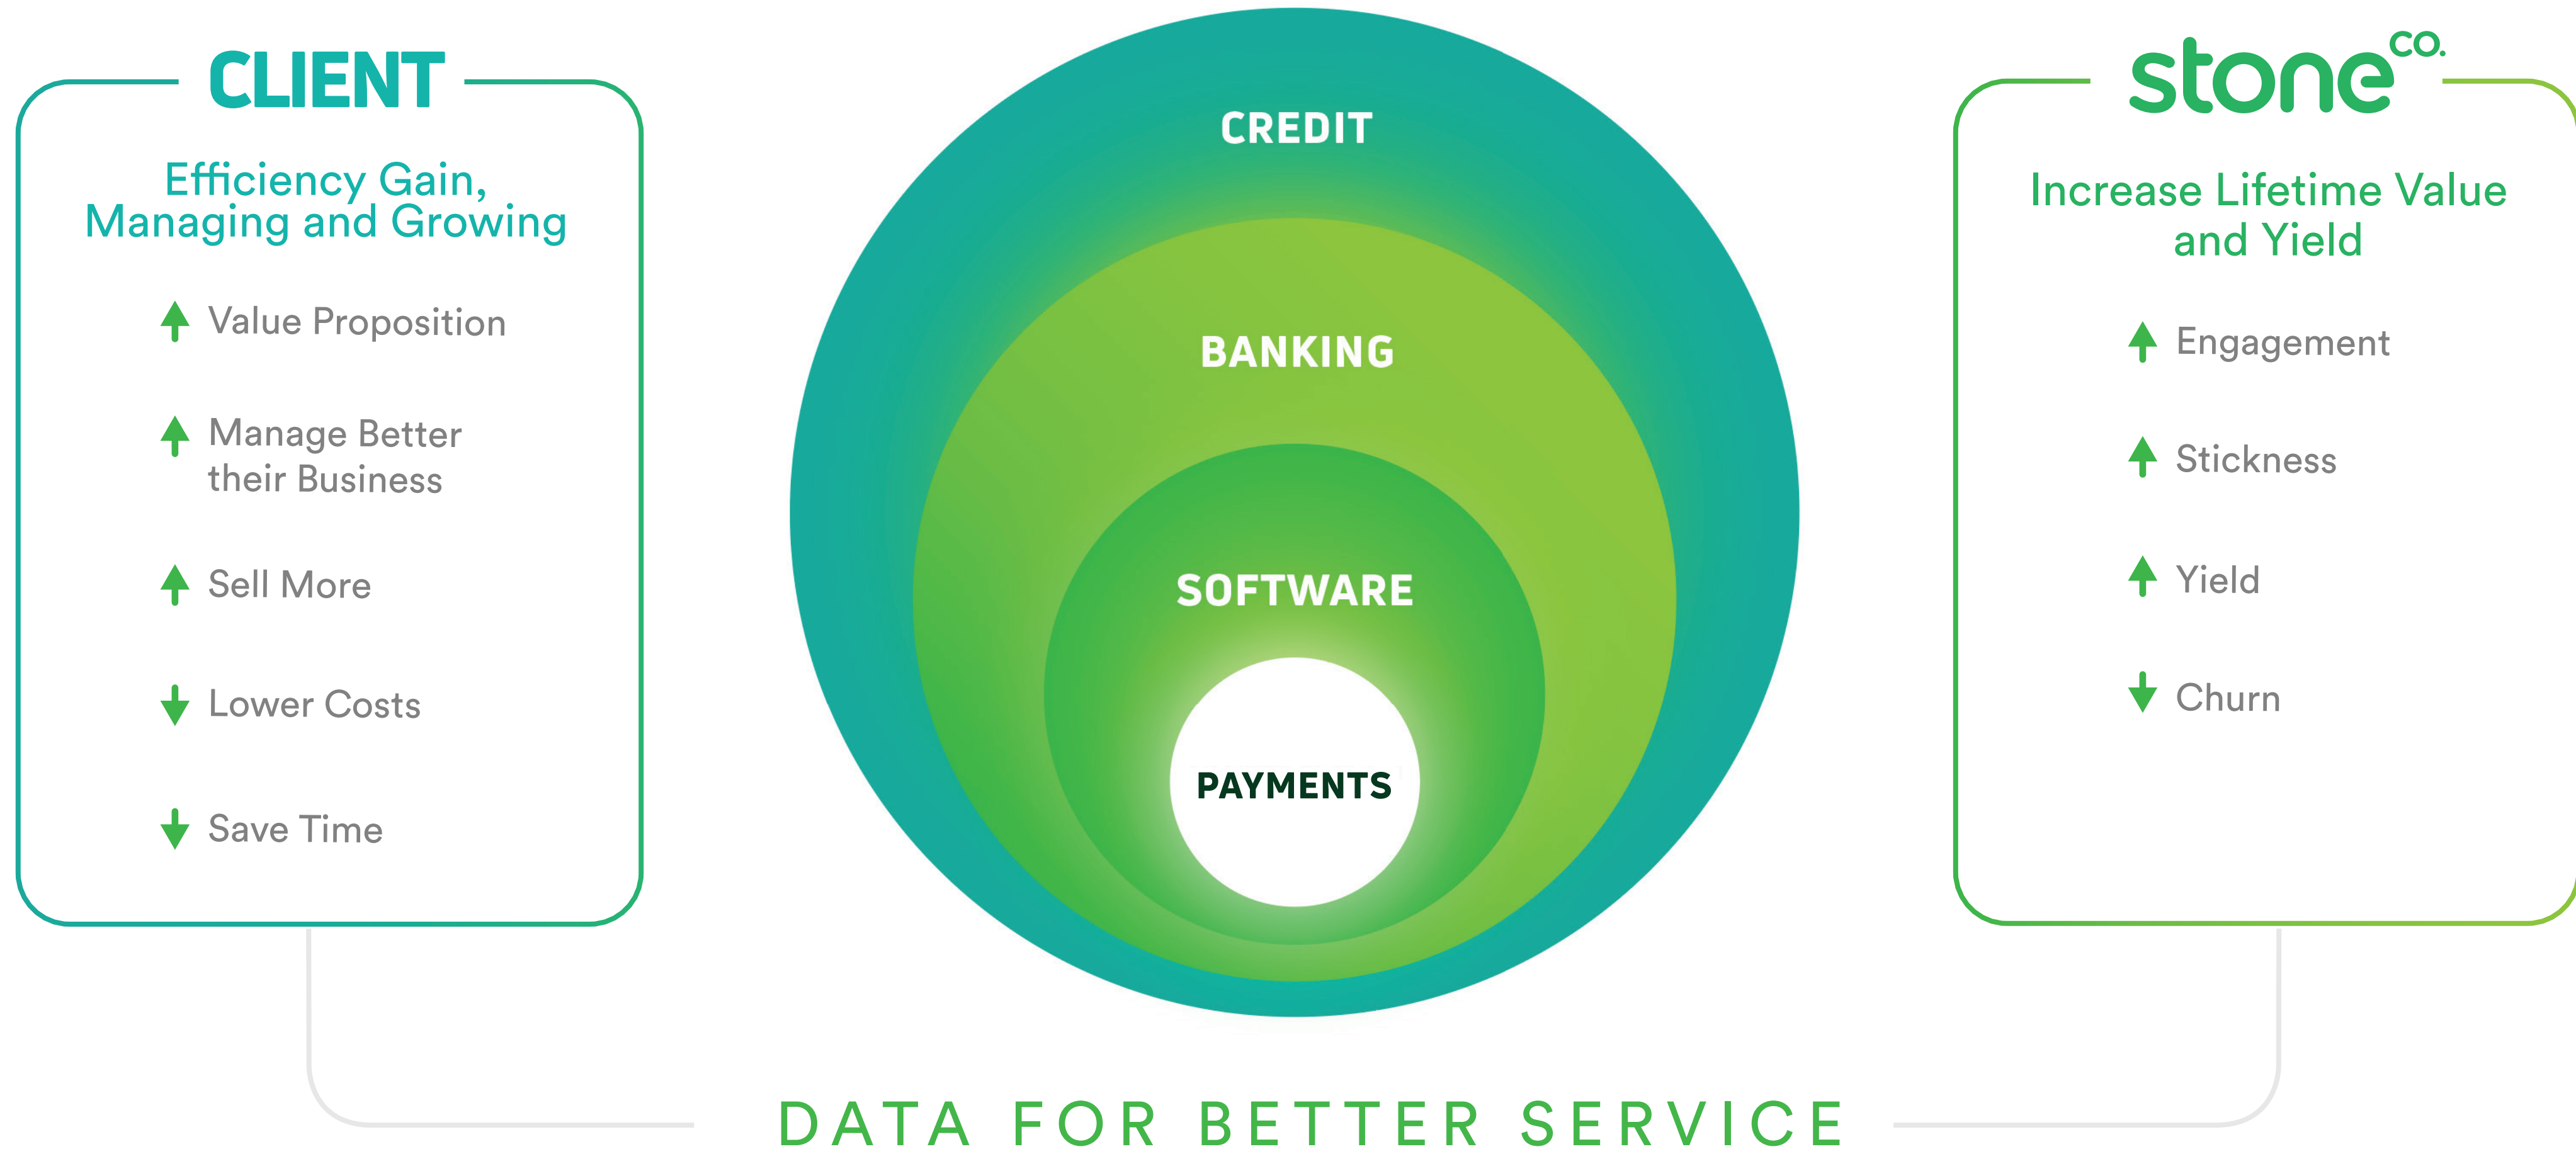 CLIENT
Efficiency Gain,
Managing and Growing
Value Proposition
Manage Better
their Business
Sell More
Lower Costs
Save Time
CREDIT
BANKING
SOFTWARE
PAYMENTS
stone co.
Increase Lifetime Value
and Yield
Engagement
Stickness
Yield
Churn
DATA FOR BETTER SERVICE